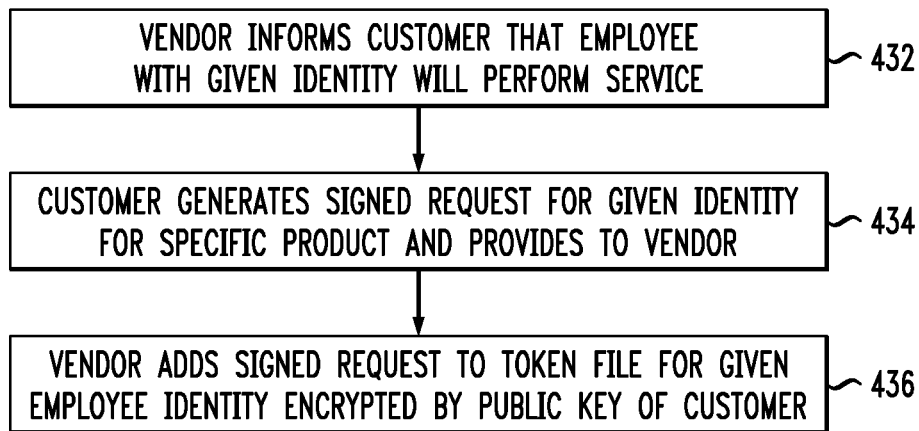 VENDOR INFORMS CUSTOMER THAT EMPLOYEE
WITH GIVEN IDENTITY WILL PERFORM SERVICE
432
CUSTOMER GENERATES SIGNED REQUEST FOR GIVEN IDENTITY
FOR SPECIFIC PRODUCT AND PROVIDES TO VENDOR
434
VENDOR ADDS SIGNED REQUEST TO TOKEN FILE FOR GIVEN
EMPLOYEE IDENTITY ENCRYPTED BY PUBLIC KEY OF CUSTOMER
436